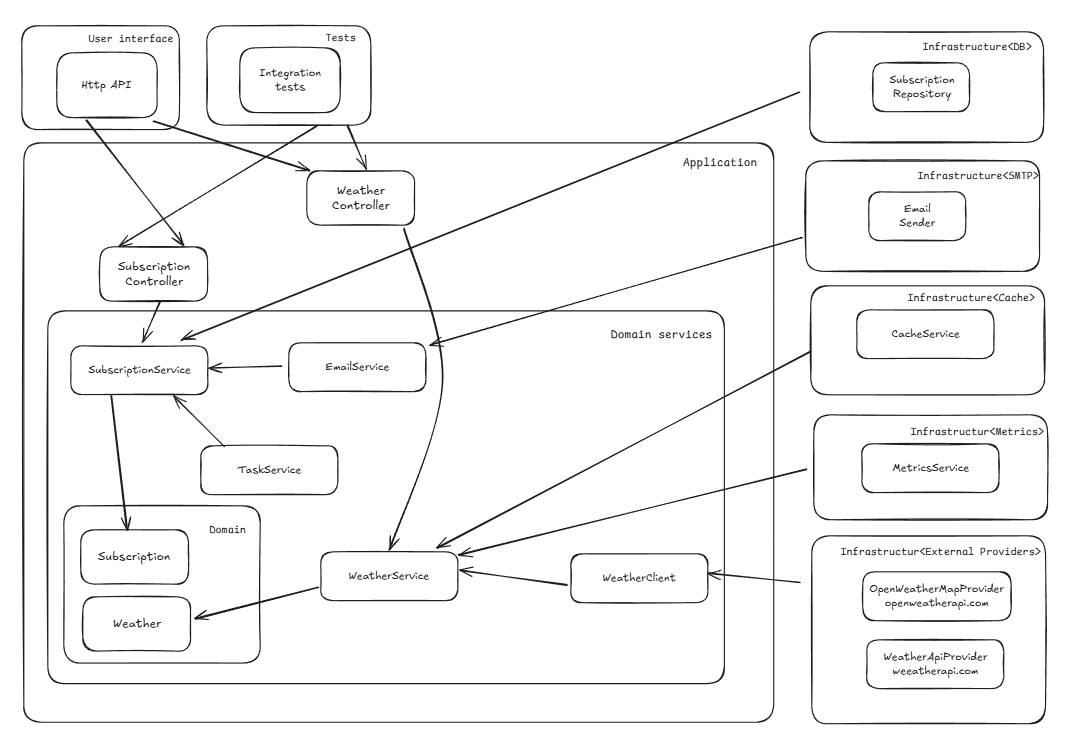 User interface
Http API
Tests
Integration
tests
Infrastructure<DB>
Subscription
Repository
Application
Weather
Controller
Infrastructure<SMTP>
Email
Sender
Subscription
Controller
Infrastructure<Cache>
CacheService
Domain services
SubscriptionService
EmailService
Infrastructur<Metrics>
MetricsService
TaskService
Domain
Subscription
Weather
WeatherService
WeatherClient
Infrastructur<External Providers>
OpenWeatherMapProvider
openweatherapi.com
WeatherApiProvider
weeatherapi.com